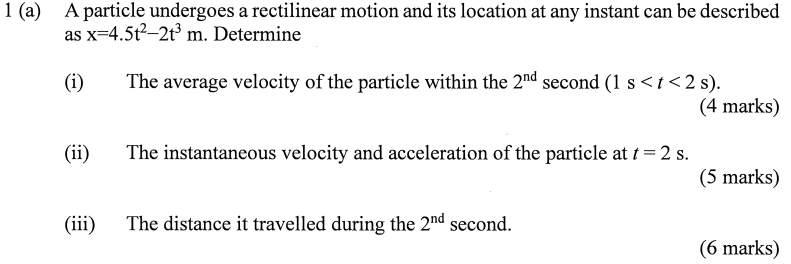 1 (a) A particle undergoes a rectilinear motion and its location at any instant can be described
as x=4.5t²–2t³ m. Determine
(i) The average velocity of the particle within the 2nd second (1 s < t < 2 s).
(4 marks)
(ii) The instantaneous velocity and acceleration of the particle at t = 2 s.
(5 marks)
(iii) The distance it travelled during the 2nd second.
(6 marks)